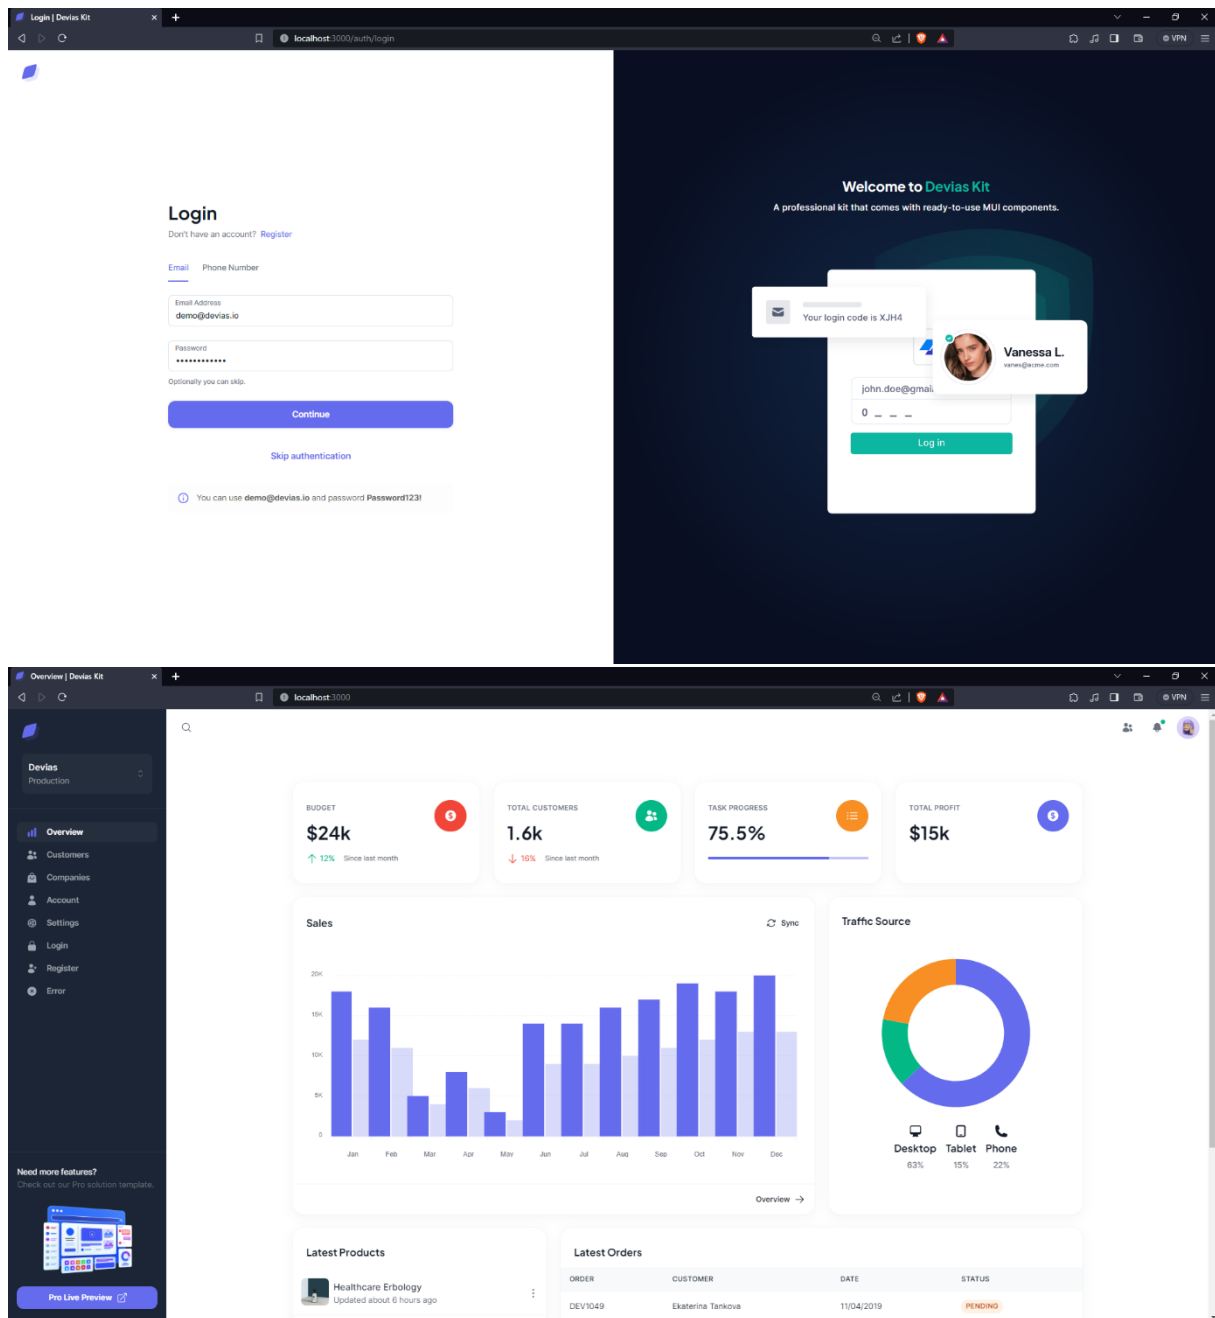 Login | Devias Kit
localhost:3000/auth/login
VPN
Login
Don't have an account? Register
Email Phone Number
Email Address
demo@devias.io
Password
••••••••••••
Optionally you can skip.
Continue
Skip authentication
You can use demo@devias.io and password Password123!
Welcome to Devias Kit
A professional kit that comes with ready-to-use MUI components.
Your login code is XJH4
Vanessa L.
vanes@acme.com
john.doe@gmai
0 _ _ _
Log in
Overview | Devias Kit
localhost:3000
VPN
Devias
Production
Overview
Customers
Companies
Account
Settings
Login
Register
Error
Need more features?
Check out our Pro solution template.
Pro Live Preview
BUDGET
$24k
12% Since last month
TOTAL CUSTOMERS
1.6k
16% Since last month
TASK PROGRESS
75.5%
TOTAL PROFIT
$15k
Sales
Sync
20K
15K
10K
5K
0
Jan Feb Mar Apr May Jun Jul Aug Sep Oct Nov Dec
Overview
Traffic Source
Desktop Tablet Phone
63% 15% 22%
Latest Products
Healthcare Erbology
Updated about 6 hours ago
Latest Orders
ORDER CUSTOMER DATE STATUS
DEV1049 Ekaterina Tankova 11/04/2019 PENDING